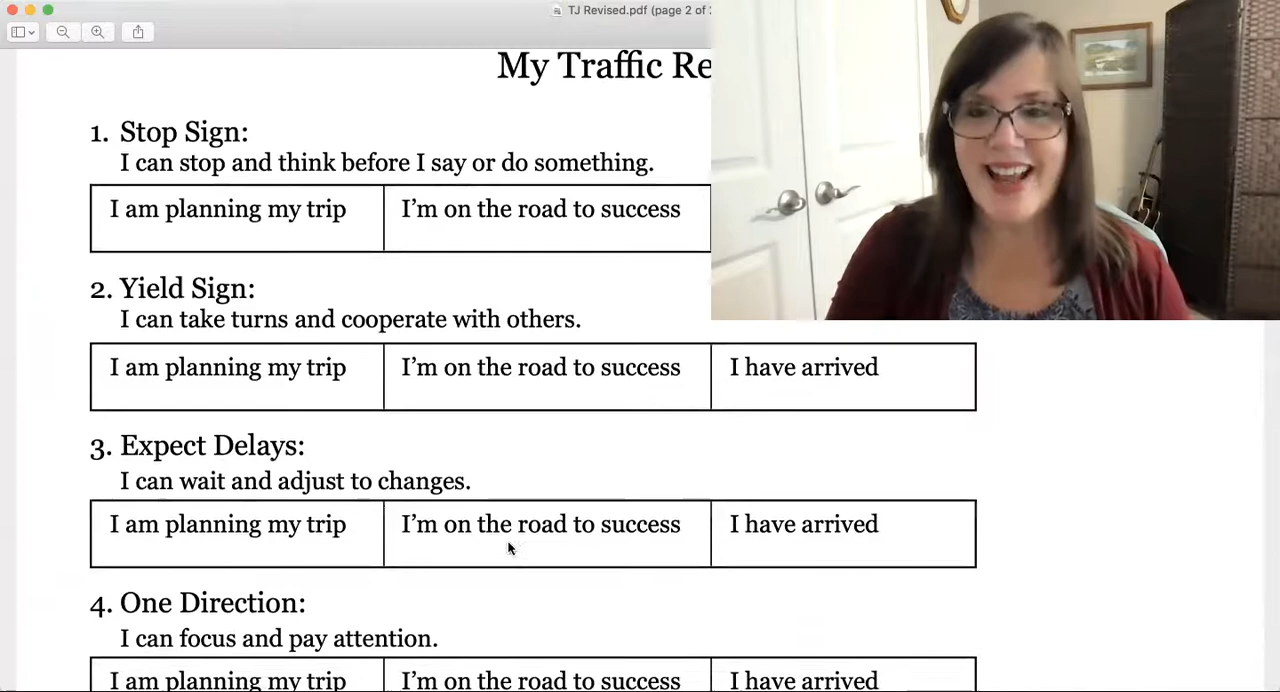 TJ Revised.pdf (page 2 of 2
My Traffic Re
1. Stop Sign:
I can stop and think before I say or do something.
I am planning my trip I'm on the road to success
2. Yield Sign:
I can take turns and cooperate with others.
I am planning my trip I'm on the road to success I have arrived
3. Expect Delays:
I can wait and adjust to changes.
I am planning my trip I'm on the road to success I have arrived
4. One Direction:
I can focus and pay attention.
I am planning my trip I'm on the road to success I have arrived